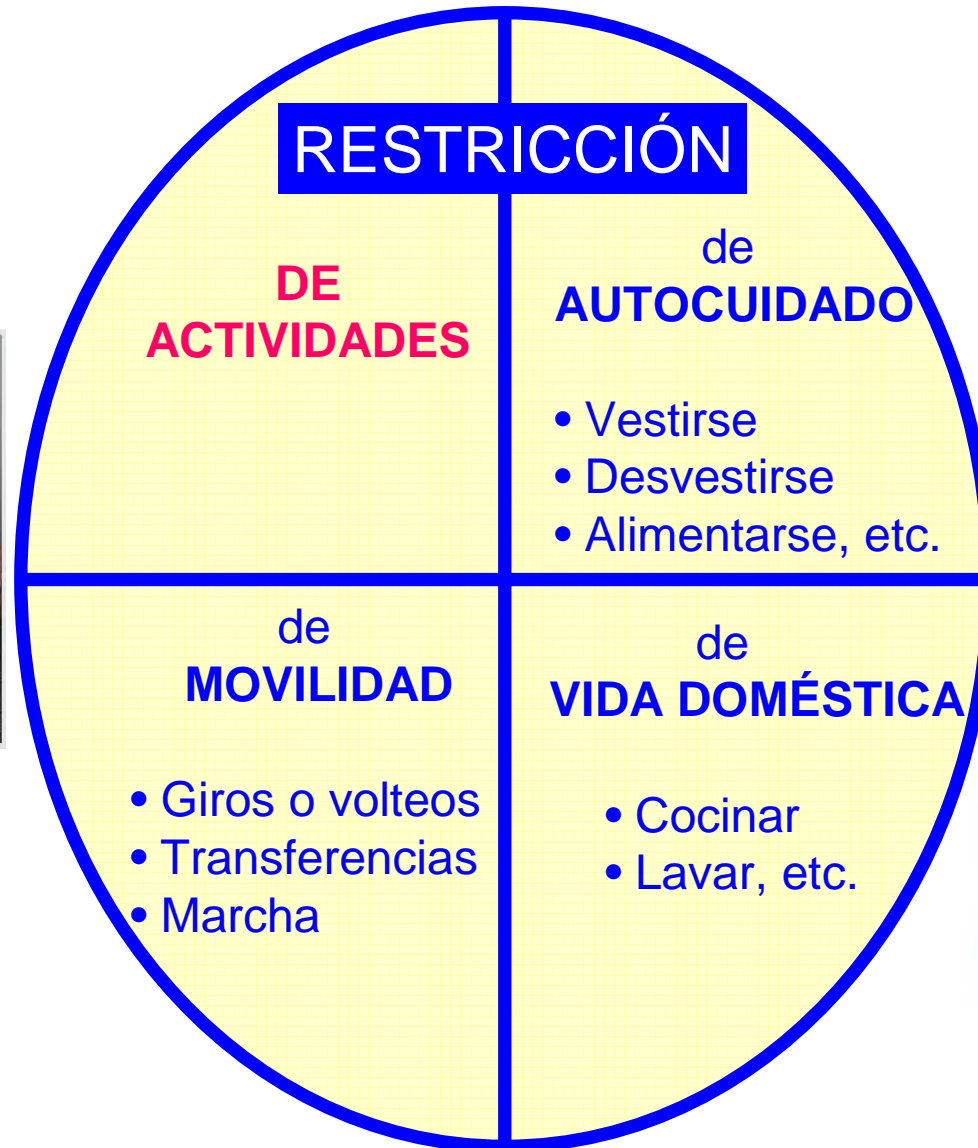 RESTRICCIÓN
DE
ACTIVIDADES
de
AUTOCUIDADO
• Vestirse
• Desvestirse
• Alimentarse, etc.
de
MOVILIDAD
• Giros o volteos
• Transferencias
• Marcha
de
VIDA DOMÉSTICA
• Cocinar
• Lavar, etc.